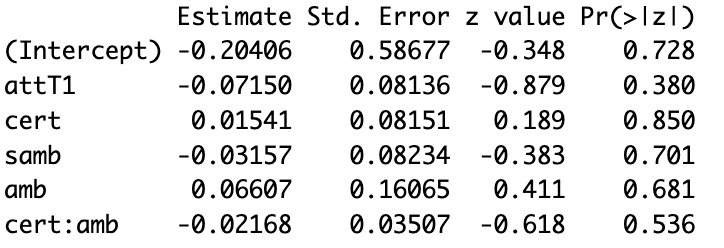 Estimate Std. Error z value Pr(>|z|)
(Intercept) -0.20406 0.58677 -0.348 0.728
attT1 -0.07150 0.08136 -0.879 0.380
cert 0.01541 0.08151 0.189 0.850
samb -0.03157 0.08234 -0.383 0.701
amb 0.06607 0.16065 0.411 0.681
cert:amb -0.02168 0.03507 -0.618 0.536